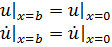 u|ₓ₌b = u|ₓ₌₀
u̇|ₓ₌b = u̇|ₓ₌₀